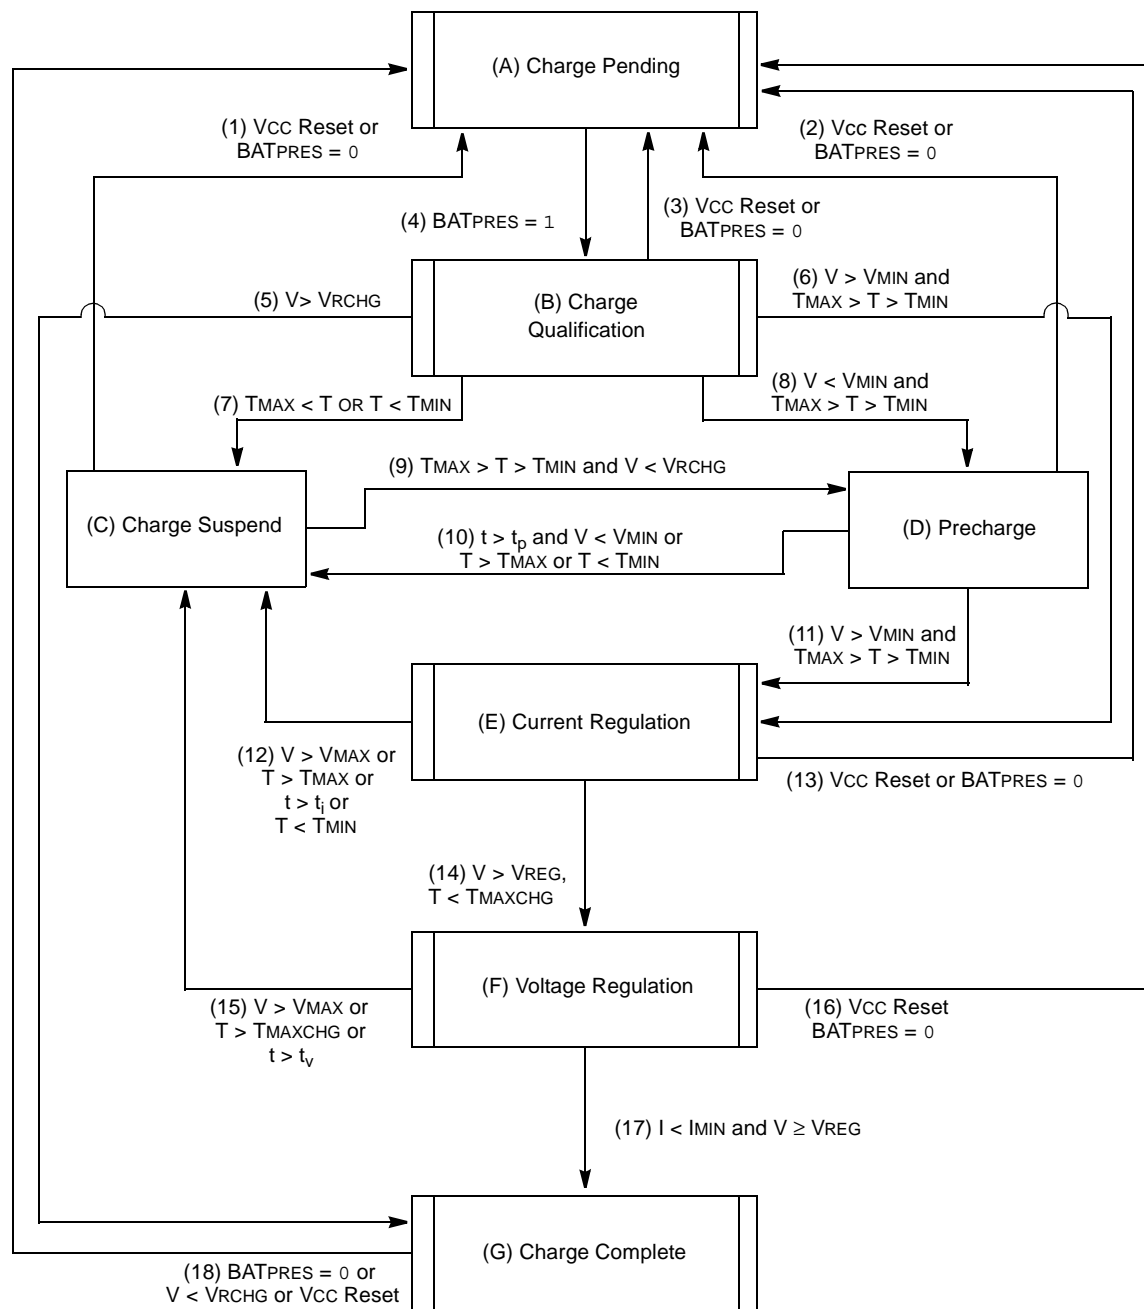 (A) Charge Pending
(1) VCC Reset or
BATPRES = 0
(2) Vcc Reset or
BATPRES = 0
(4) BATPRES = 1
(3) VCC Reset or
BATPRES = 0
(5) V> VRCHG
(B) Charge
Qualification
(6) V > VMIN and
TMAX > T > TMIN
(7) TMAX < T OR T < TMIN
(8) V < VMIN and
TMAX > T > TMIN
(9) TMAX > T > TMIN and V < VRCHG
(C) Charge Suspend
(D) Precharge
(10) t > tp and V < VMIN or
T > TMAX or T < TMIN
(11) V > VMIN and
TMAX > T > TMIN
(E) Current Regulation
(12) V > VMAX or
T > TMAX or
t > ti or
T < TMIN
(13) VCC Reset or BATPRES = 0
(14) V > VREG,
T < TMAXCHG
(F) Voltage Regulation
(15) V > VMAX or
T > TMAXCHG or
t > tv
(16) VCC Reset
BATPRES = 0
(17) I < IMIN and V ≥ VREG
(G) Charge Complete
(18) BATPRES = 0 or
V < VRCHG or VCC Reset